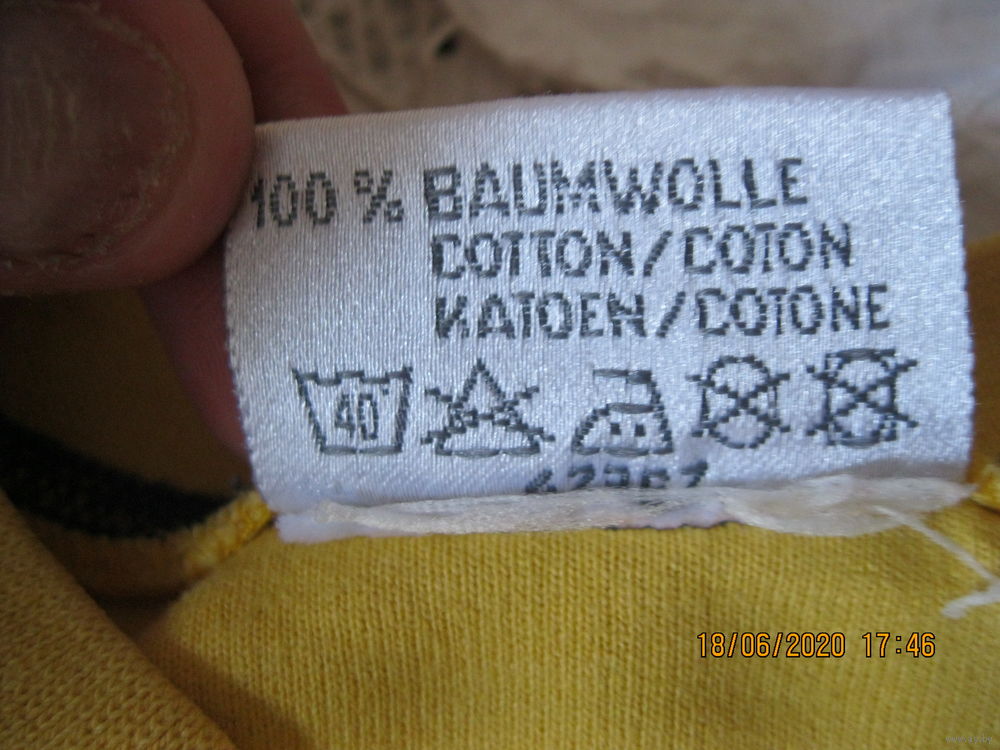 100 % BAUMWOLLE
COTTON/COTON
KATOEN/COTONE
40°
18/06/2020 17:46